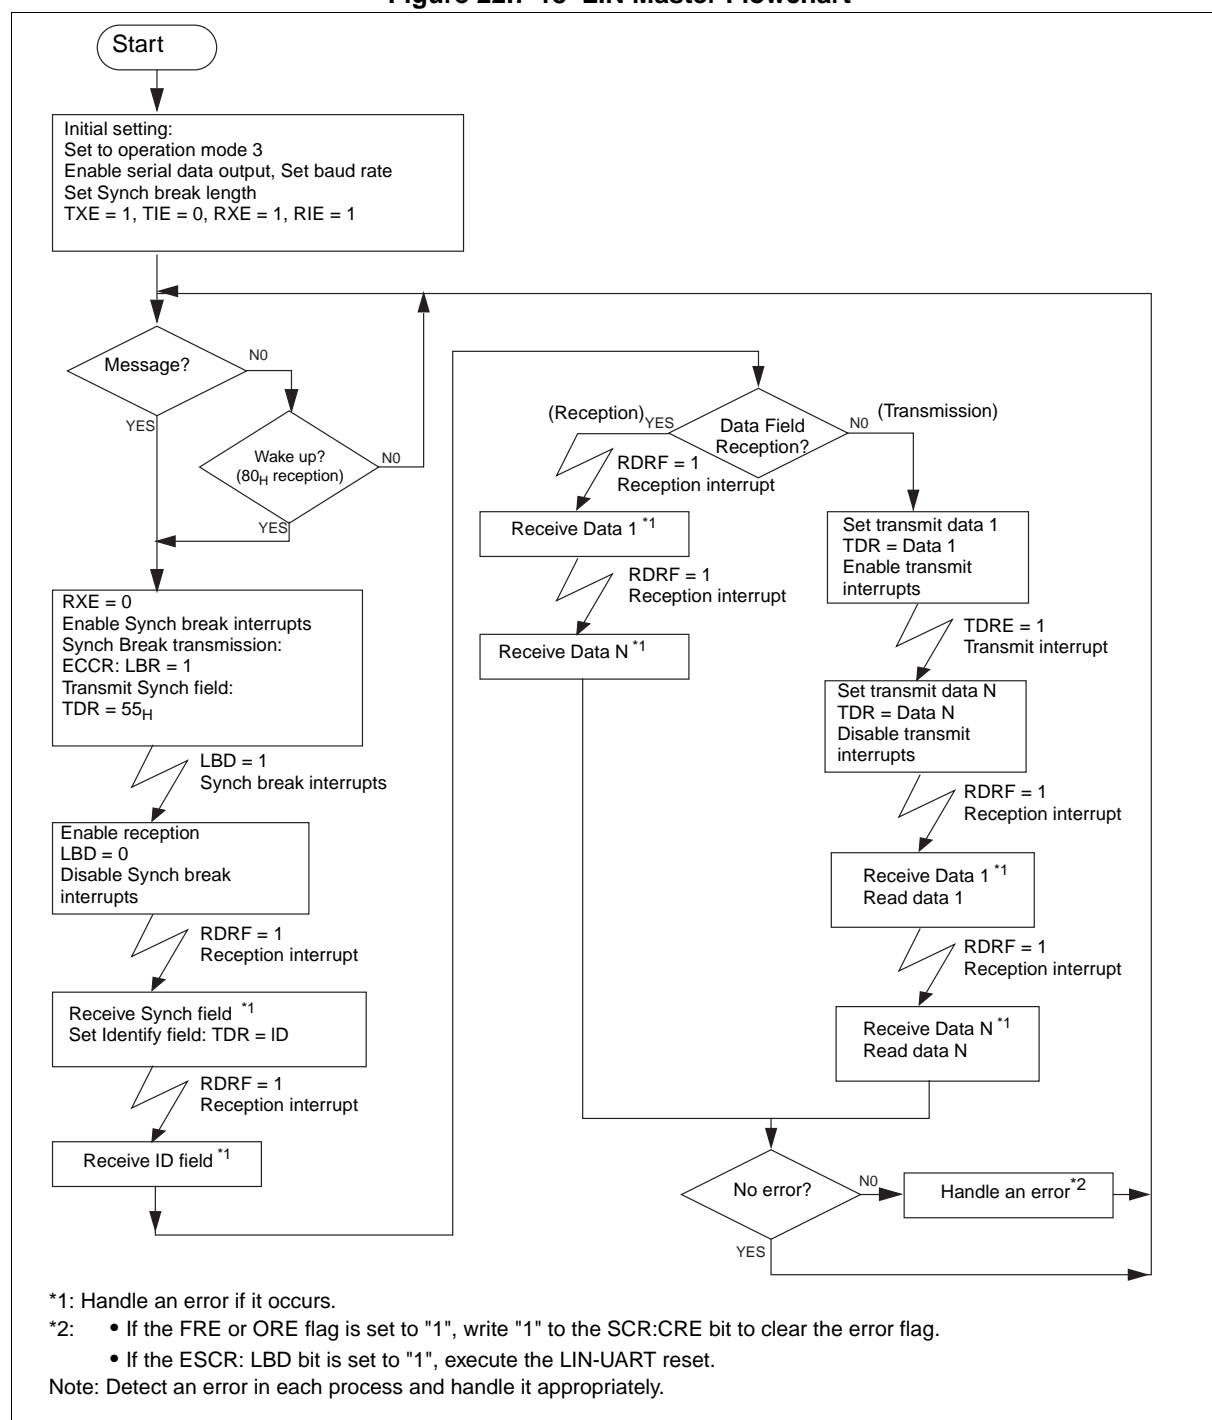 Start
Initial setting:
Set to operation mode 3
Enable serial data output, Set baud rate
Set Synch break length
TXE = 1, TIE = 0, RXE = 1, RIE = 1
Message?
N0
YES
Wake up?
(80H reception)
N0
YES
RXE = 0
Enable Synch break interrupts
Synch Break transmission:
ECCR: LBR = 1
Transmit Synch field:
TDR = 55H
LBD = 1
Synch break interrupts
Enable reception
LBD = 0
Disable Synch break
interrupts
RDRF = 1
Reception interrupt
Receive Synch field *1
Set Identify field: TDR = ID
RDRF = 1
Reception interrupt
Receive ID field *1
Data Field
Reception?
(Reception)
YES
N0
(Transmission)
RDRF = 1
Reception interrupt
Receive Data 1 *1
RDRF = 1
Reception interrupt
Receive Data N *1
Set transmit data 1
TDR = Data 1
Enable transmit
interrupts
TDRE = 1
Transmit interrupt
Set transmit data N
TDR = Data N
Disable transmit
interrupts
RDRF = 1
Reception interrupt
Receive Data 1 *1
Read data 1
RDRF = 1
Reception interrupt
Receive Data N *1
Read data N
No error?
N0
Handle an error*2
YES
*1: Handle an error if it occurs.
*2: • If the FRE or ORE flag is set to "1", write "1" to the SCR:CRE bit to clear the error flag.
• If the ESCR: LBD bit is set to "1", execute the LIN-UART reset.
Note: Detect an error in each process and handle it appropriately.